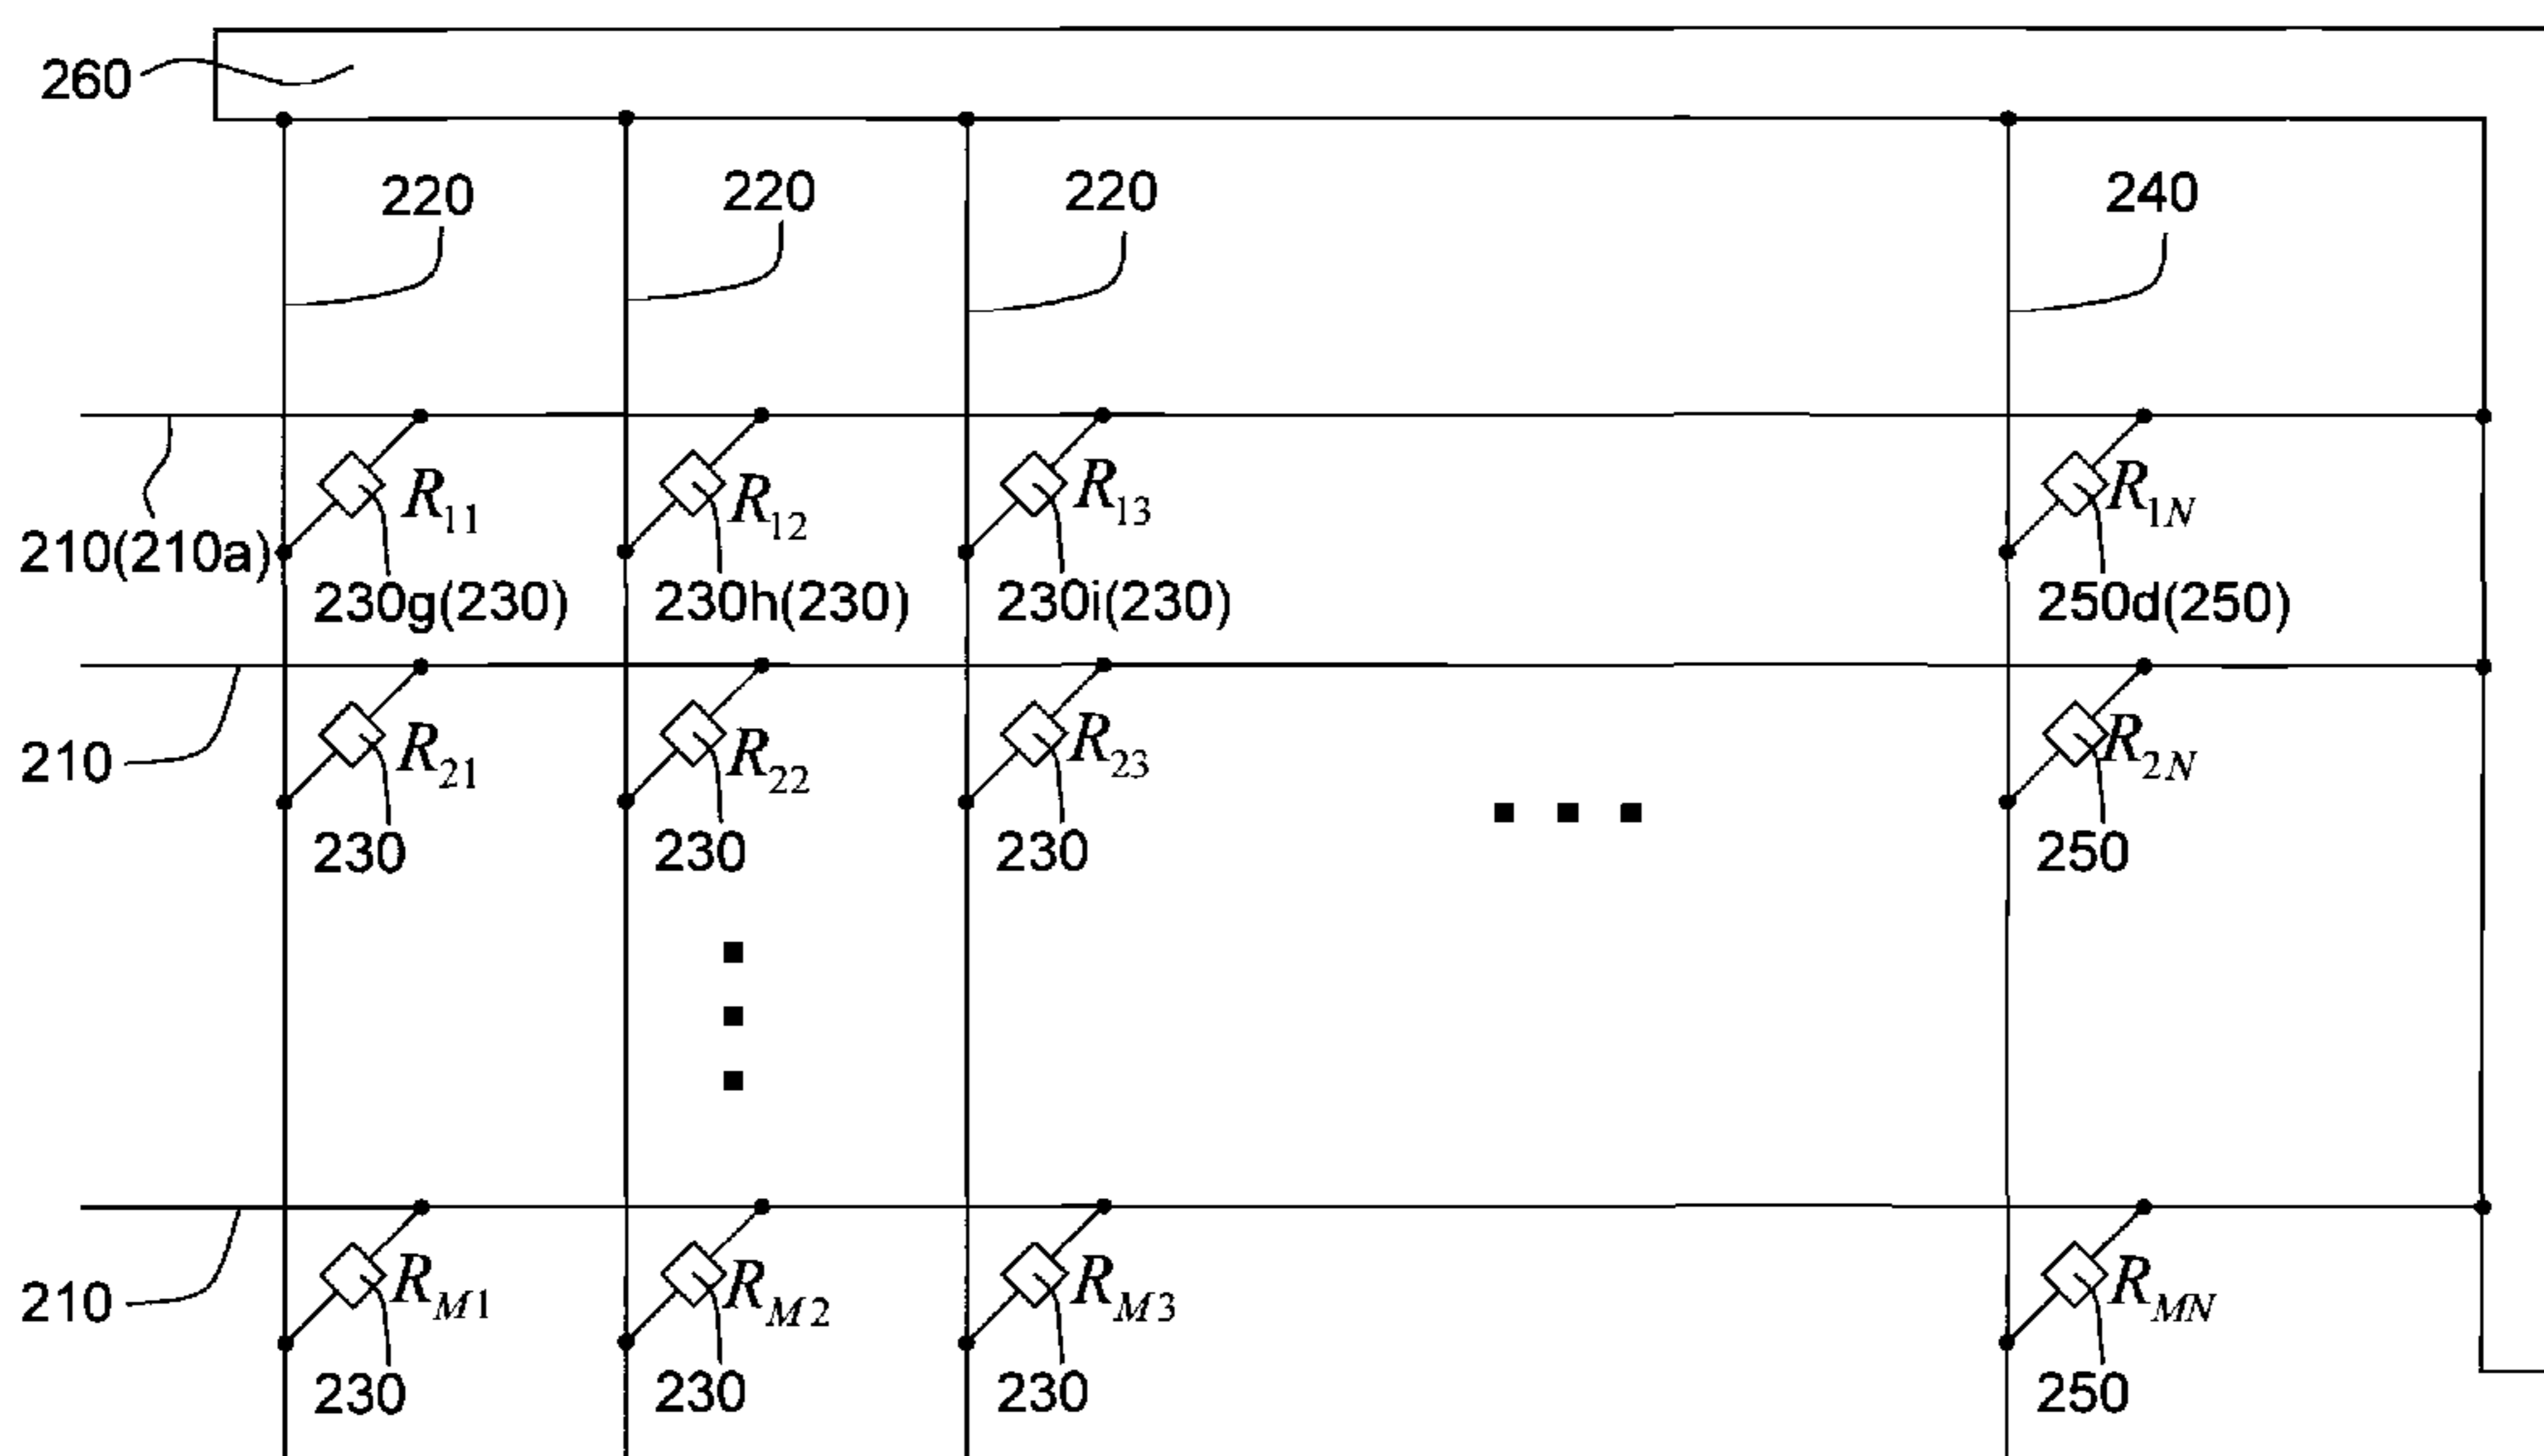 260
220 220 220 240
R11 R12 R13 R1N
210(210a)
230g(230) 230h(230) 230i(230) 250d(250)
R21 R22 R23 R2N
210
230 230 230 250
RM1 RM2 RM3 RMN
210
230 230 230 250